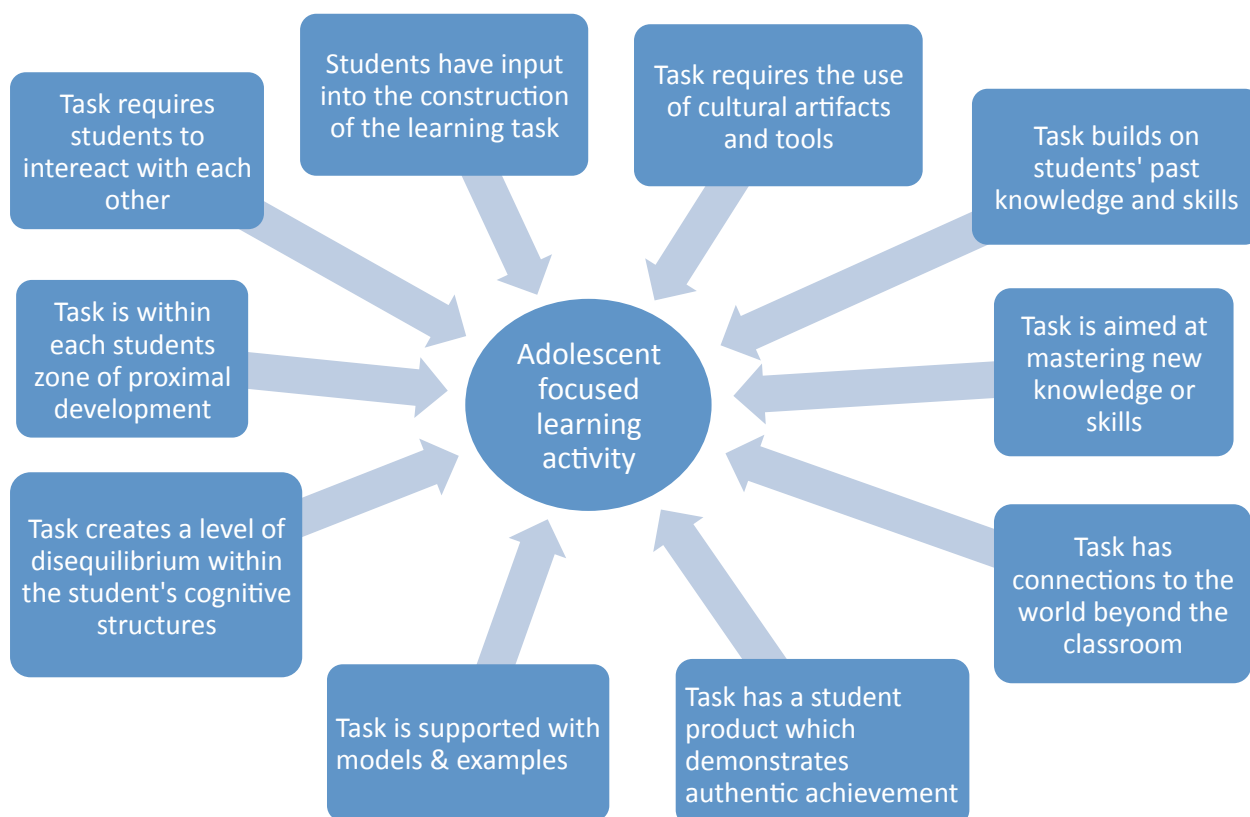 Students have input
into the construction
of the learning task
Task requires the use
of cultural artifacts
and tools
Task requires
students to
intereact with each
other
Task builds on
students' past
knowledge and skills
Task is within
each students
zone of proximal
development
Adolescent
focused
learning
activity
Task is aimed at
mastering new
knowledge or
skills
Task creates a level of
disequilibrium within
the student's cognitive
structures
Task has
connections to the
world beyond the
classroom
Task is supported with
models & examples
Task has a student
product which
demonstrates
authentic achievement